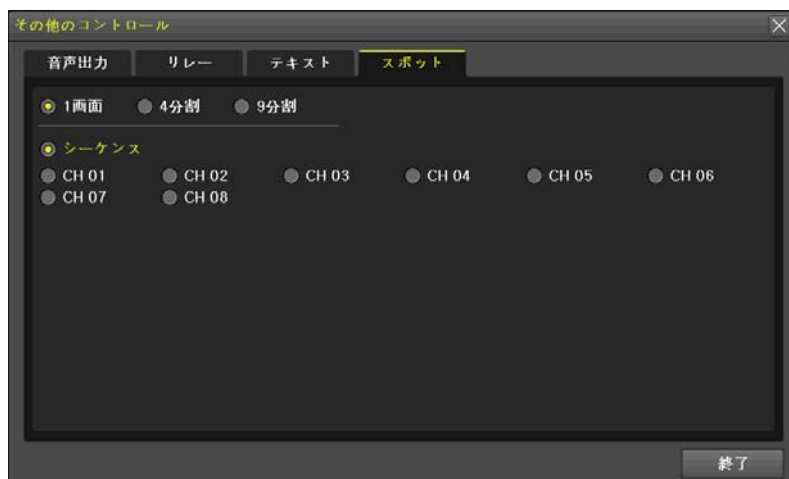 その他のコントロール
音声出力 リレー テキスト スポット
1画面 4分割 9分割
シーケンス
CH 01 CH 02 CH 03 CH 04 CH 05 CH 06
CH 07 CH 08
終了